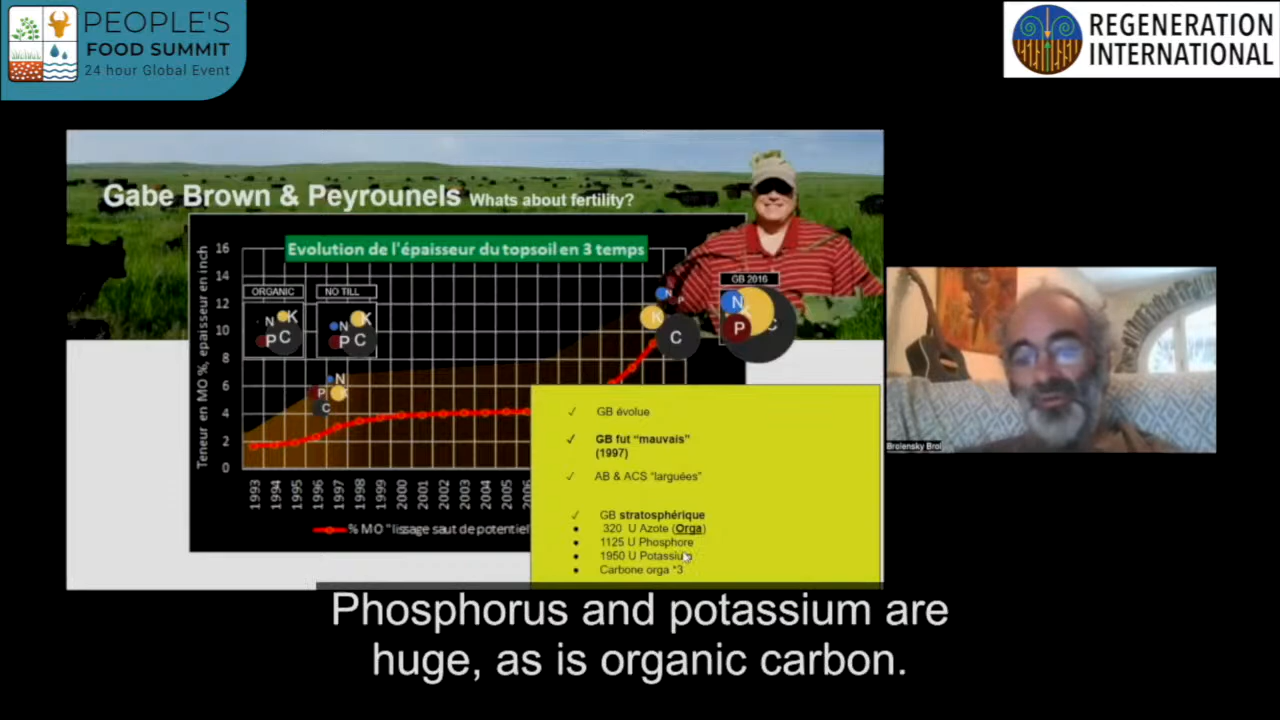 PEOPLE'S
FOOD SUMMIT
24 hour Global Event
REGENERATION
INTERNATIONAL
Gabe Brown & Peyrounels Whats about fertility?
Evolution de l'épaisseur du topsoil en 3 temps
Teneur en MO %, epaisseur en inch
16
14
12
10
8
6
4
2
0
ORGANIC
N K
P C
NO TILL
N K
P C
N
P
C
N P
K
C
GB 2016
N K
P C
1993
1994
1995
1996
1997
1998
1999
2000
2001
2002
2003
2004
2005
% MO "lissage saut de potentiel
✓ GB évolue
✓ GB fut “mauvais”
(1997)
✓ AB & ACS “larguées”
✓ GB stratosphérique
• 320 U Azote (Orga)
• 1125 U Phosphore
• 1950 U Potassium
• Carbone orga *3
Brolensky Brol
Phosphorus and potassium are
huge, as is organic carbon.